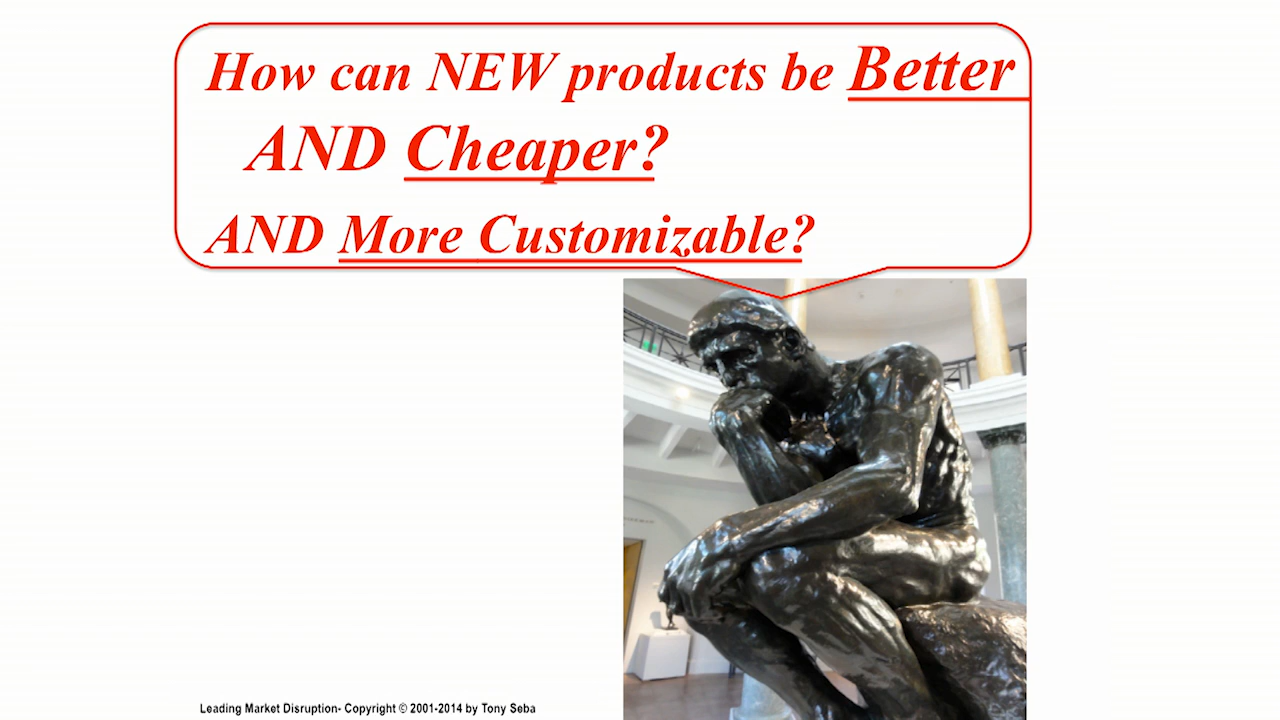 How can NEW products be Better
AND Cheaper?
AND More Customizable?
Leading Market Disruption- Copyright © 2001-2014 by Tony Seba